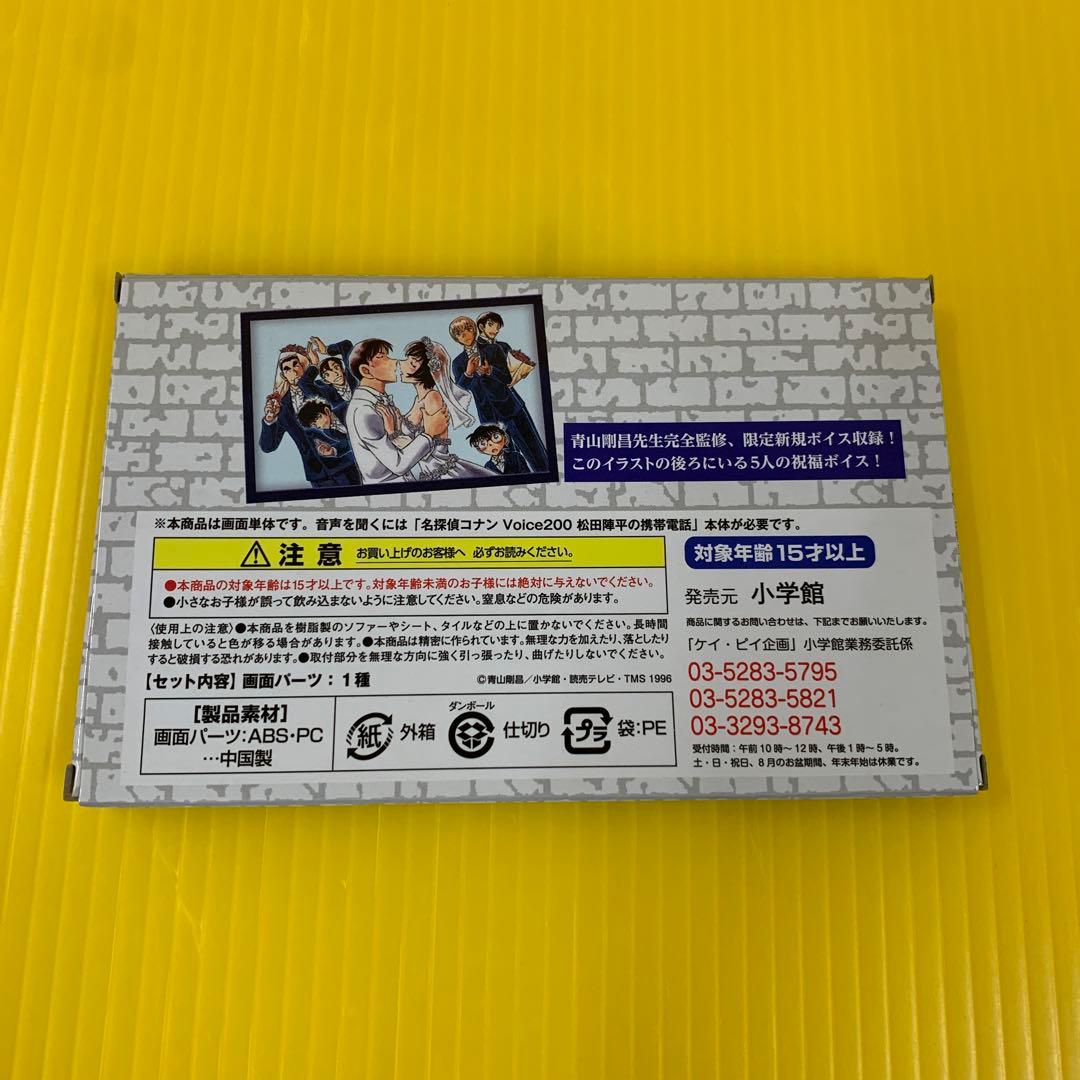 青山剛昌先生完全監修、限定新規ボイス収録！
このイラストの後ろにいる5人の祝福ボイス！
※本商品は画面単体です。音声を聞くには「名探偵コナン Voice200 松田陣平の携帯電話」本体が必要です。
注意 お買い上げのお客様へ 必ずお読みください。
●本商品の対象年齢は15才以上です。対象年齢未満のお子様には絶対に与えないでください。
●小さなお子様が誤って飲み込まないように注意してください。窒息などの危険があります。
〈使用上の注意〉●本商品を樹脂製のソファーやシート、タイルなどの上に置かないでください。長時間
接触していると色が移る場合があります。●本商品は精密に作られています。無理な力を加えたり、落としたり
すると破損する恐れがあります。●取付部分を無理な方向に強く引っ張ったり、曲げたりしないでください。
【セット内容】画面パーツ：1種
©青山剛昌／小学館・読売テレビ・TMS 1996
【製品素材】
画面パーツ：ABS・PC
…中国製
紙 外箱
ダンボール
仕切り
プラ 袋：PE
対象年齢15才以上
発売元 小学館
商品に関するお問い合わせは、下記までお願いいたします。
「ケイ・ピイ企画」小学館業務委託係
03-5283-5795
03-5283-5821
03-3293-8743
受付時間：午前10時～12時、午後1時～5時。
土・日・祝日、8月のお盆期間、年末年始は休業です。